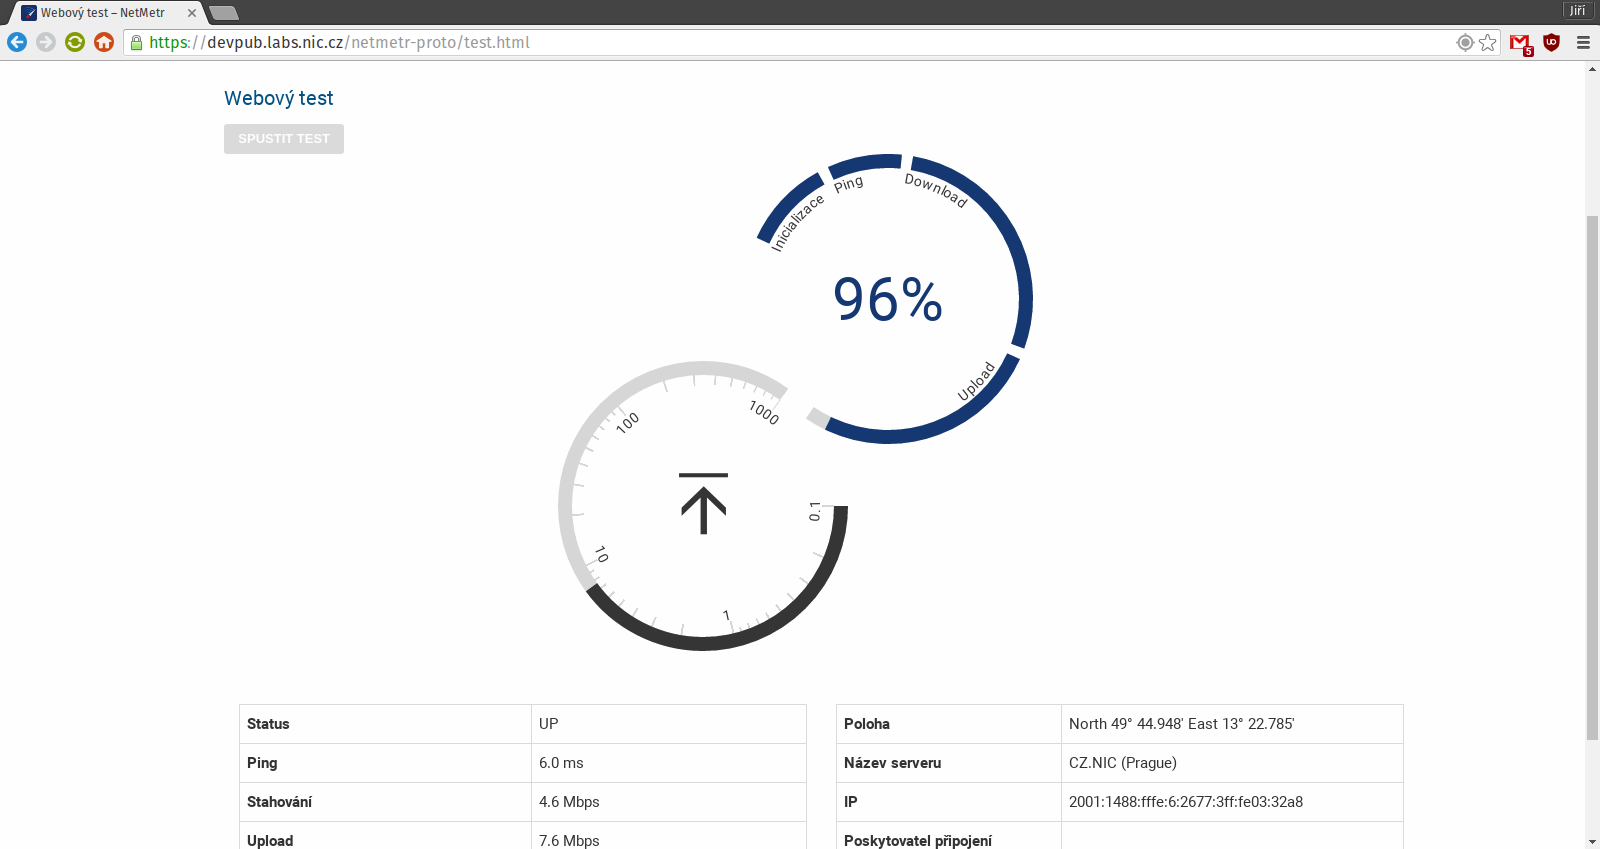 Webový test – NetMetr
Jiří
https://devpub.labs.nic.cz/netmetr-proto/test.html
5
Webový test
SPUSTIT TEST
Inicializace
Ping
Download
Upload
96%
1000
100
10
1
0.1
Status UP
Ping 6.0 ms
Stahování 4.6 Mbps
Upload 7.6 Mbps
Poloha North 49° 44.948' East 13° 22.785'
Název serveru CZ.NIC (Prague)
IP 2001:1488:fffe:6:2677:3ff:fe03:32a8
Poskytovatel připojení